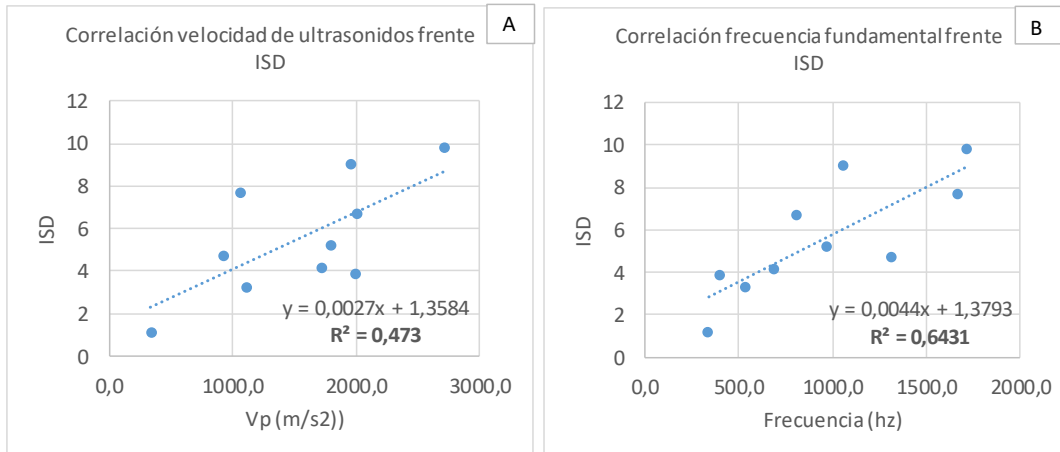 Correlación velocidad de ultrasonidos frente
ISD
A
12
10
8
6
4
2
0
ISD
y = 0,0027x + 1,3584
R² = 0,473
0,0
1000,0
2000,0
3000,0
Vp (m/s2))
Correlación frecuencia fundamental frente
ISD
B
12
10
8
6
4
2
0
ISD
y = 0,0044x + 1,3793
R² = 0,6431
0,0
500,0
1000,0
1500,0
2000,0
Frecuencia (hz)